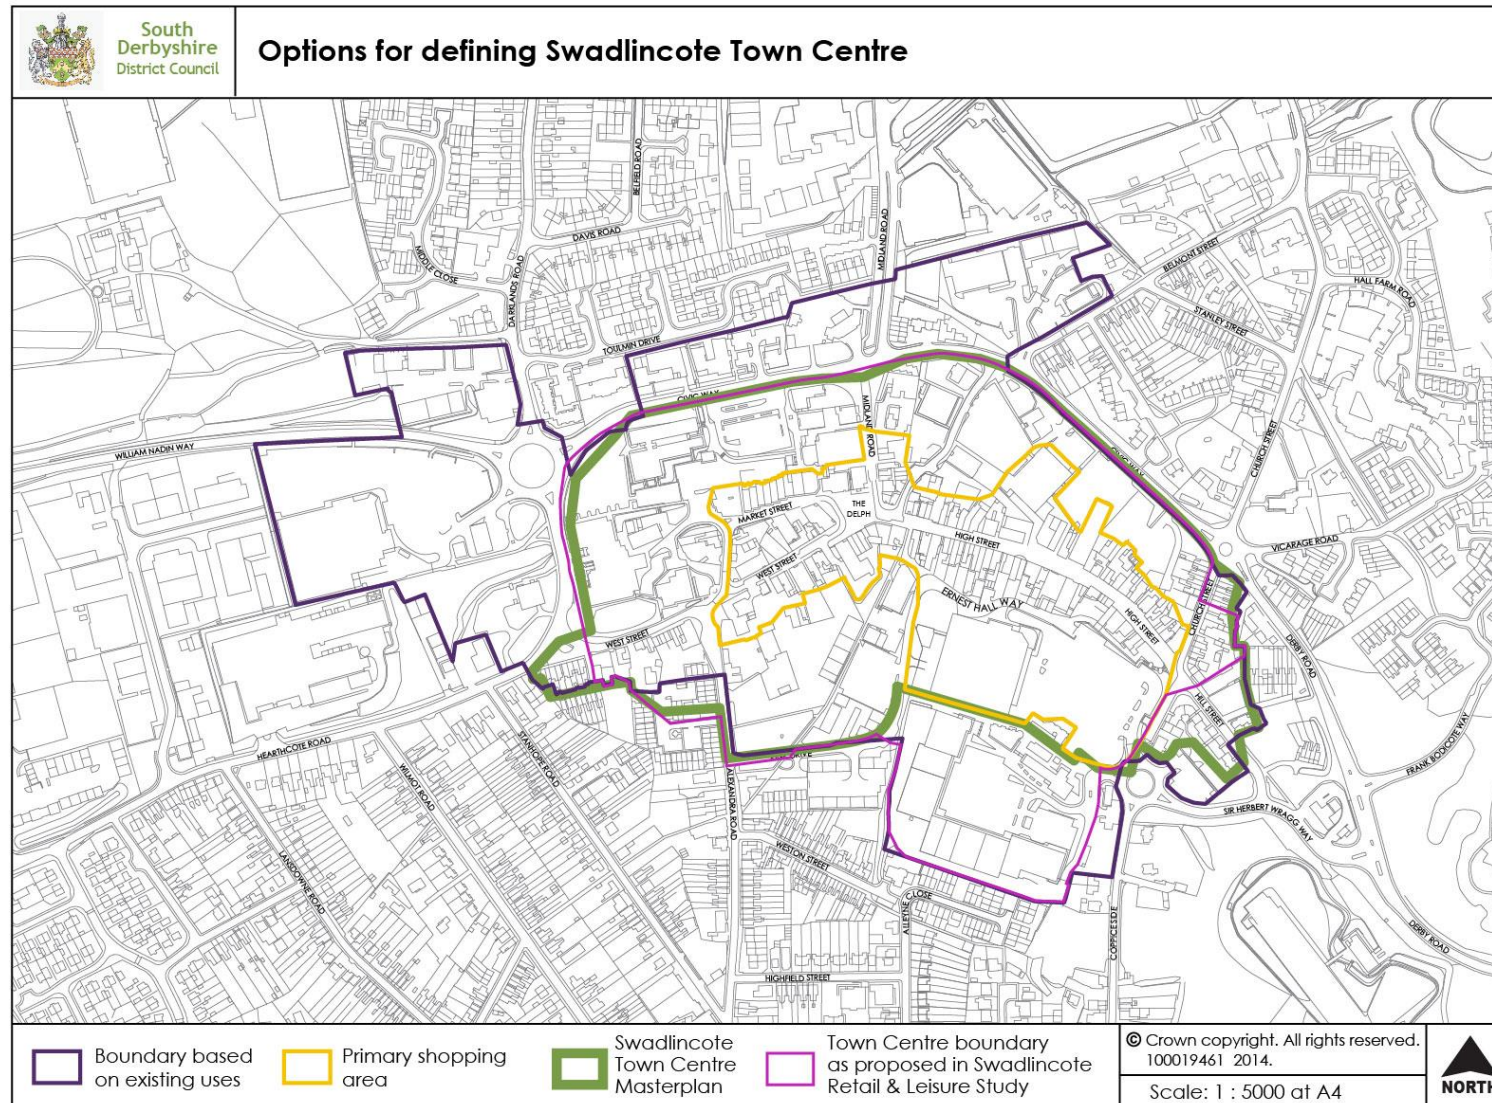 South
Derbyshire
District Council
Options for defining Swadlincote Town Centre
BELFIELD ROAD
DAVIS ROAD
MIDDLE CLOSE
DARKLANDS ROAD
MIDLAND ROAD
BELMONT STREET
HALL FARM ROAD
STANLEY STREET
TOULMIN DRIVE
CIVIC WAY
MIDLAND ROAD
CHURCH STREET
WILLIAM NADIN WAY
CIVIC WAY
MARKET STREET
THE
DELPH
HIGH STREET
VICARAGE ROAD
WEST STREET
ERNEST HALL WAY
CHURCH STREET
HIGH STREET
WEST STREET
DERBY ROAD
HILL STREET
HEARTHCOTE ROAD
STANHOPE ROAD
WILMOT ROAD
DRIVE
FRANK BODICOTE WAY
ALEXANDRA ROAD
SIR HERBERT WRAGG WAY
WESTON STREET
LANSDOWNE ROAD
ALLEYNE CLOSE
COPPICESIDE
DERBY ROAD
HIGHFIELD STREET
Boundary based
on existing uses
Primary shopping
area
Swadlincote
Town Centre
Masterplan
Town Centre boundary
as proposed in Swadlincote
Retail & Leisure Study
© Crown copyright. All rights reserved.
100019461 2014.
Scale: 1 : 5000 at A4
NORTH